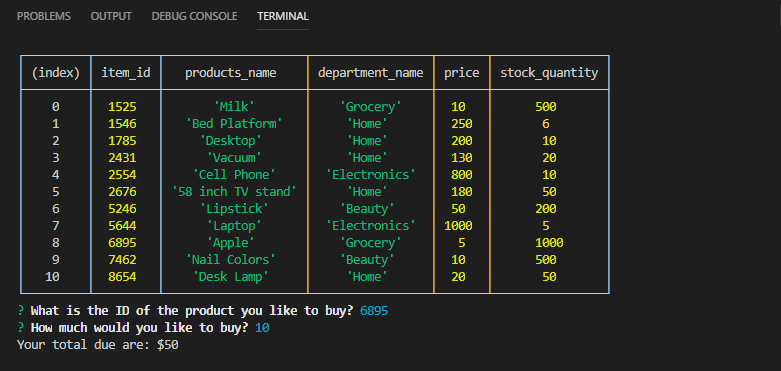 PROBLEMS OUTPUT DEBUG CONSOLE TERMINAL
(index) item_id products_name department_name price stock_quantity
0 1525 'Milk' 'Grocery' 10 500
1 1546 'Bed Platform' 'Home' 250 6
2 1785 'Desktop' 'Home' 200 10
3 2431 'Vacuum' 'Home' 130 20
4 2554 'Cell Phone' 'Electronics' 800 10
5 2676 '58 inch TV stand' 'Home' 180 50
6 5246 'Lipstick' 'Beauty' 50 200
7 5644 'Laptop' 'Electronics' 1000 5
8 6895 'Apple' 'Grocery' 5 1000
9 7462 'Nail Colors' 'Beauty' 10 500
10 8654 'Desk Lamp' 'Home' 20 50
? What is the ID of the product you like to buy? 6895
? How much would you like to buy? 10
Your total due are: $50